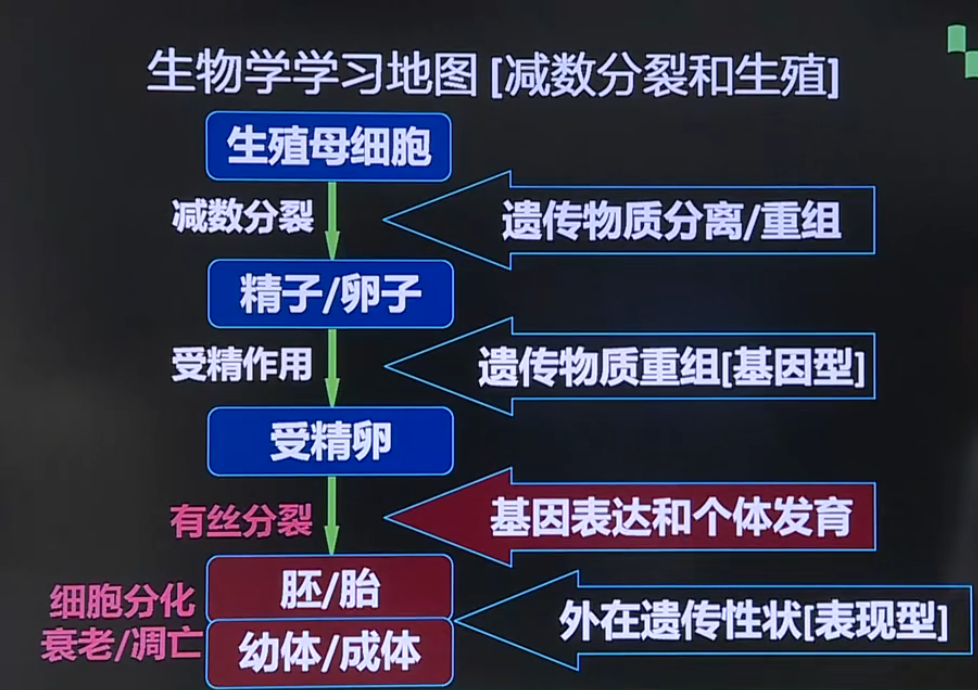 生物学学习地图 [减数分裂和生殖]
生殖母细胞
减数分裂
遗传物质分离/重组
精子/卵子
受精作用
遗传物质重组[基因型]
受精卵
有丝分裂
基因表达和个体发育
胚/胎
细胞分化
衰老/凋亡
幼体/成体
外在遗传性状[表现型]